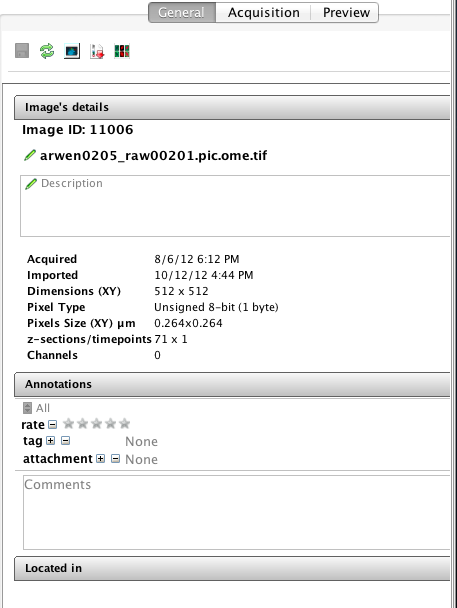 General Acquisition Preview
Image's details
Image ID: 11006
arwen0205_raw00201.pic.ome.tif
Description
Acquired 8/6/12 6:12 PM
Imported 10/12/12 4:44 PM
Dimensions (XY) 512 x 512
Pixel Type Unsigned 8-bit (1 byte)
Pixels Size (XY) µm 0.264x0.264
z-sections/timepoints 71 x 1
Channels 0
Annotations
All
rate
tag None
attachment None
Comments
Located in